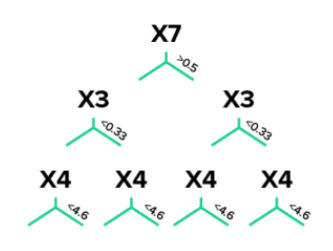 X7
>0.5
X3 X3
<0.33 <0.33
X4 X4 X4 X4
<4.6 <4.6 <4.6 <4.6